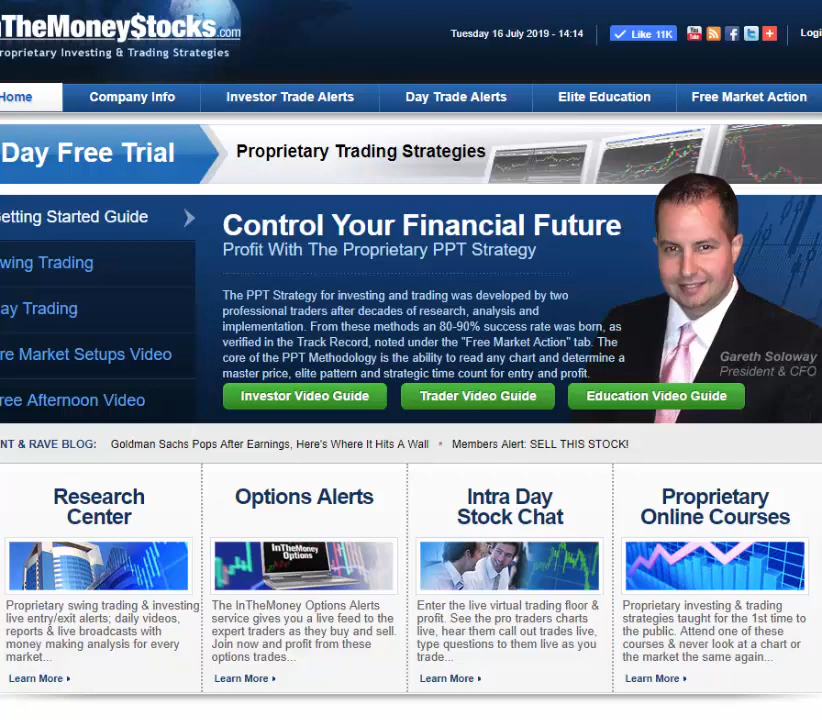 InTheMoney$tocks.com
Proprietary Investing & Trading Strategies
Tuesday 16 July 2019 - 14:14
Like 11K
You Tube
Logi
Home
Company Info
Investor Trade Alerts
Day Trade Alerts
Elite Education
Free Market Action
Day Free Trial
Proprietary Trading Strategies
etting Started Guide
wing Trading
ay Trading
re Market Setups Video
ree Afternoon Video
Control Your Financial Future
Profit With The Proprietary PPT Strategy
The PPT Strategy for investing and trading was developed by two
professional traders after decades of research, analysis and
implementation. From these methods an 80-90% success rate was born, as
verified in the Track Record, noted under the "Free Market Action" tab. The
core of the PPT Methodology is the ability to read any chart and determine a
master price, elite pattern and strategic time count for entry and profit.
Gareth Soloway
President & CFO
Investor Video Guide
Trader Video Guide
Education Video Guide
NT & RAVE BLOG:
Goldman Sachs Pops After Earnings, Here's Where It Hits A Wall • Members Alert: SELL THIS STOCK!
Research
Center
Proprietary swing trading & investing
live entry/exit alerts; daily videos,
reports & live broadcasts with
money making analysis for every
market...
Learn More
Options Alerts
InTheMoney
Options
The InTheMoney Options Alerts
service gives you a live feed to the
expert traders as they buy and sell.
Join now and profit from these
options trades...
Learn More
Intra Day
Stock Chat
Enter the live virtual trading floor &
profit. See the pro traders charts
live, hear them call out trades live,
type questions to them live as you
trade...
Learn More
Proprietary
Online Courses
Proprietary investing & trading
strategies taught for the 1st time to
the public. Attend one of these
courses & never look at a chart or
the market the same again...
Learn More